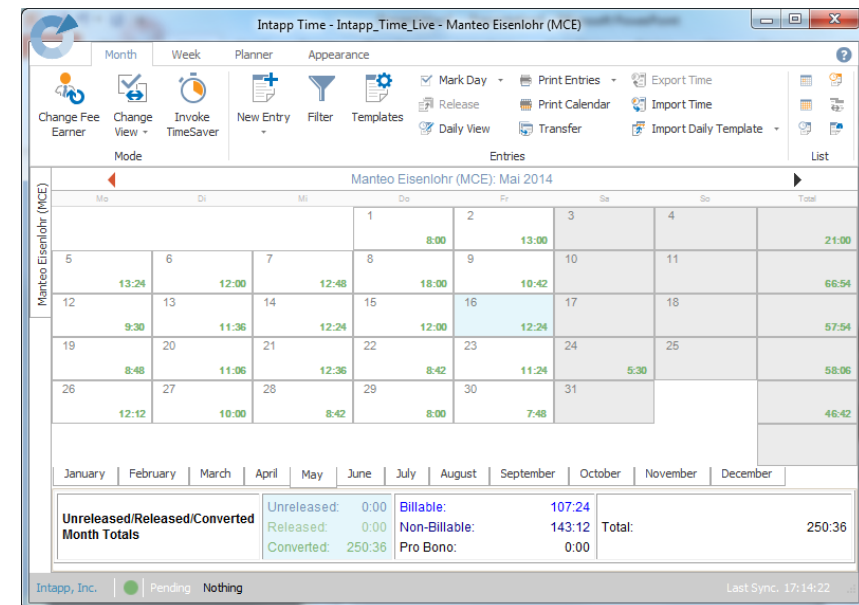 Intapp Time - Intapp_Time_Live - Manteo Eisenlohr (MCE)
Month Week Planner Appearance
Change Fee Earner
Change View
Invoke TimeSaver
Mode
New Entry
Filter
Templates
Mark Day Print Entries Export Time
Release Print Calendar Import Time
Daily View Transfer Import Daily Template
Entries
List
Manteo Eisenlohr (MCE)
Manteo Eisenlohr (MCE): Mai 2014
Mo Di Mi Do Fr Sa So Total
1 2 3 4
8:00 13:00 21:00
5 6 7 8 9 10 11
13:24 12:00 12:48 18:00 10:42 66:54
12 13 14 15 16 17 18
9:30 11:36 12:24 12:00 12:24 57:54
19 20 21 22 23 24 25
8:48 11:06 12:36 8:42 11:24 5:30 58:06
26 27 28 29 30 31
12:12 10:00 8:42 8:00 7:48 46:42
January February March April May June July August September October November December
Unreleased/Released/Converted
Month Totals
Unreleased: 0:00
Released: 0:00
Converted: 250:36
Billable: 107:24
Non-Billable: 143:12
Pro Bono: 0:00
Total: 250:36
Intapp, Inc. Pending Nothing Last Sync. 17:14:22